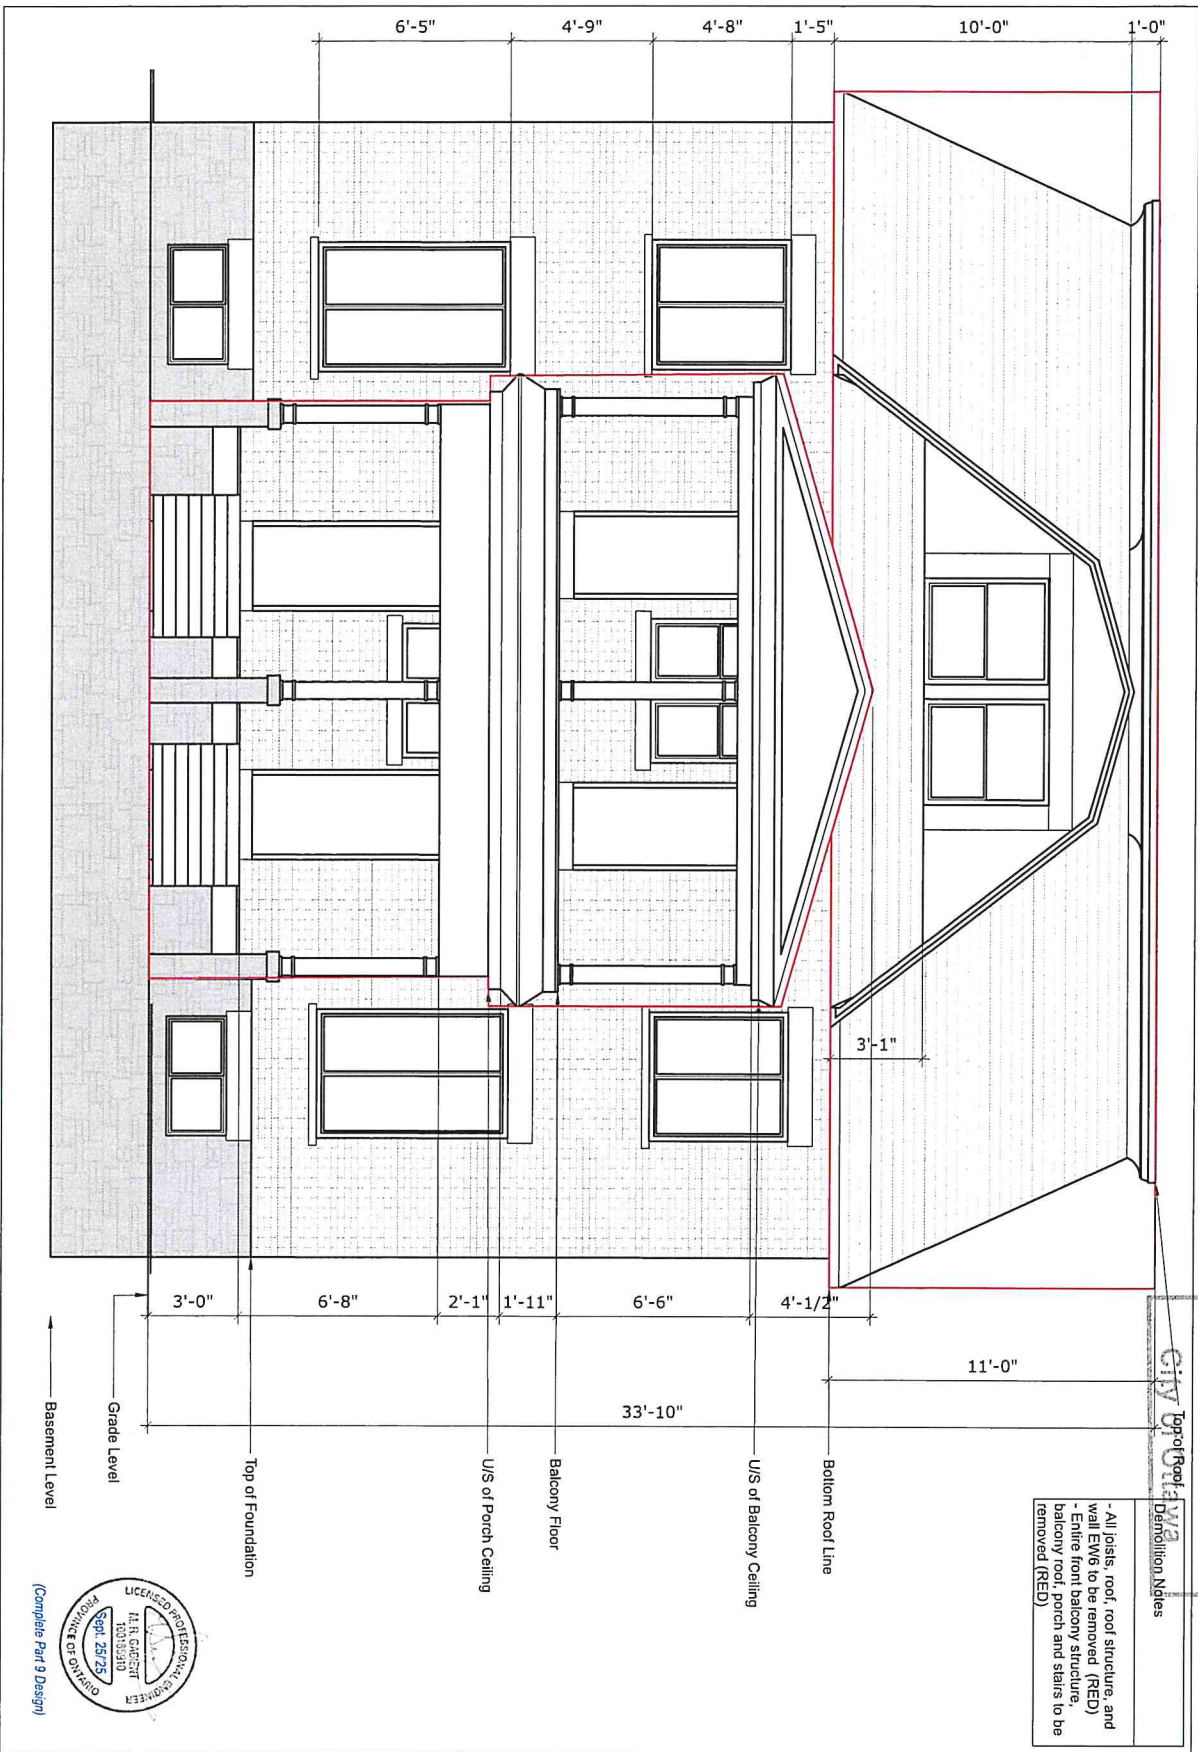 6'-5"
4'-9"
4'-8"
1'-5"
10'-0"
1'-0"
3'-1"
3'-0"
6'-8"
2'-1"
1'-11"
6'-6"
4'-1/2"
11'-0"
33'-10"
City of Ottawa
Top of Roof
Bottom Roof Line
U/S of Balcony Ceiling
Balcony Floor
U/S of Porch Ceiling
Top of Foundation
Grade Level
Basement Level
Demolition Notes
- All joists, roof, roof structure, and
wall EW6 to be removed (RED)
- Entire front balcony structure,
balcony roof, porch and stairs to be
removed (RED)
LICENSED PROFESSIONAL ENGINEER
M. R. GADIENT
Sept. 25/25
PROVINCE OF ONTARIO
(Complete Part 9 Design)